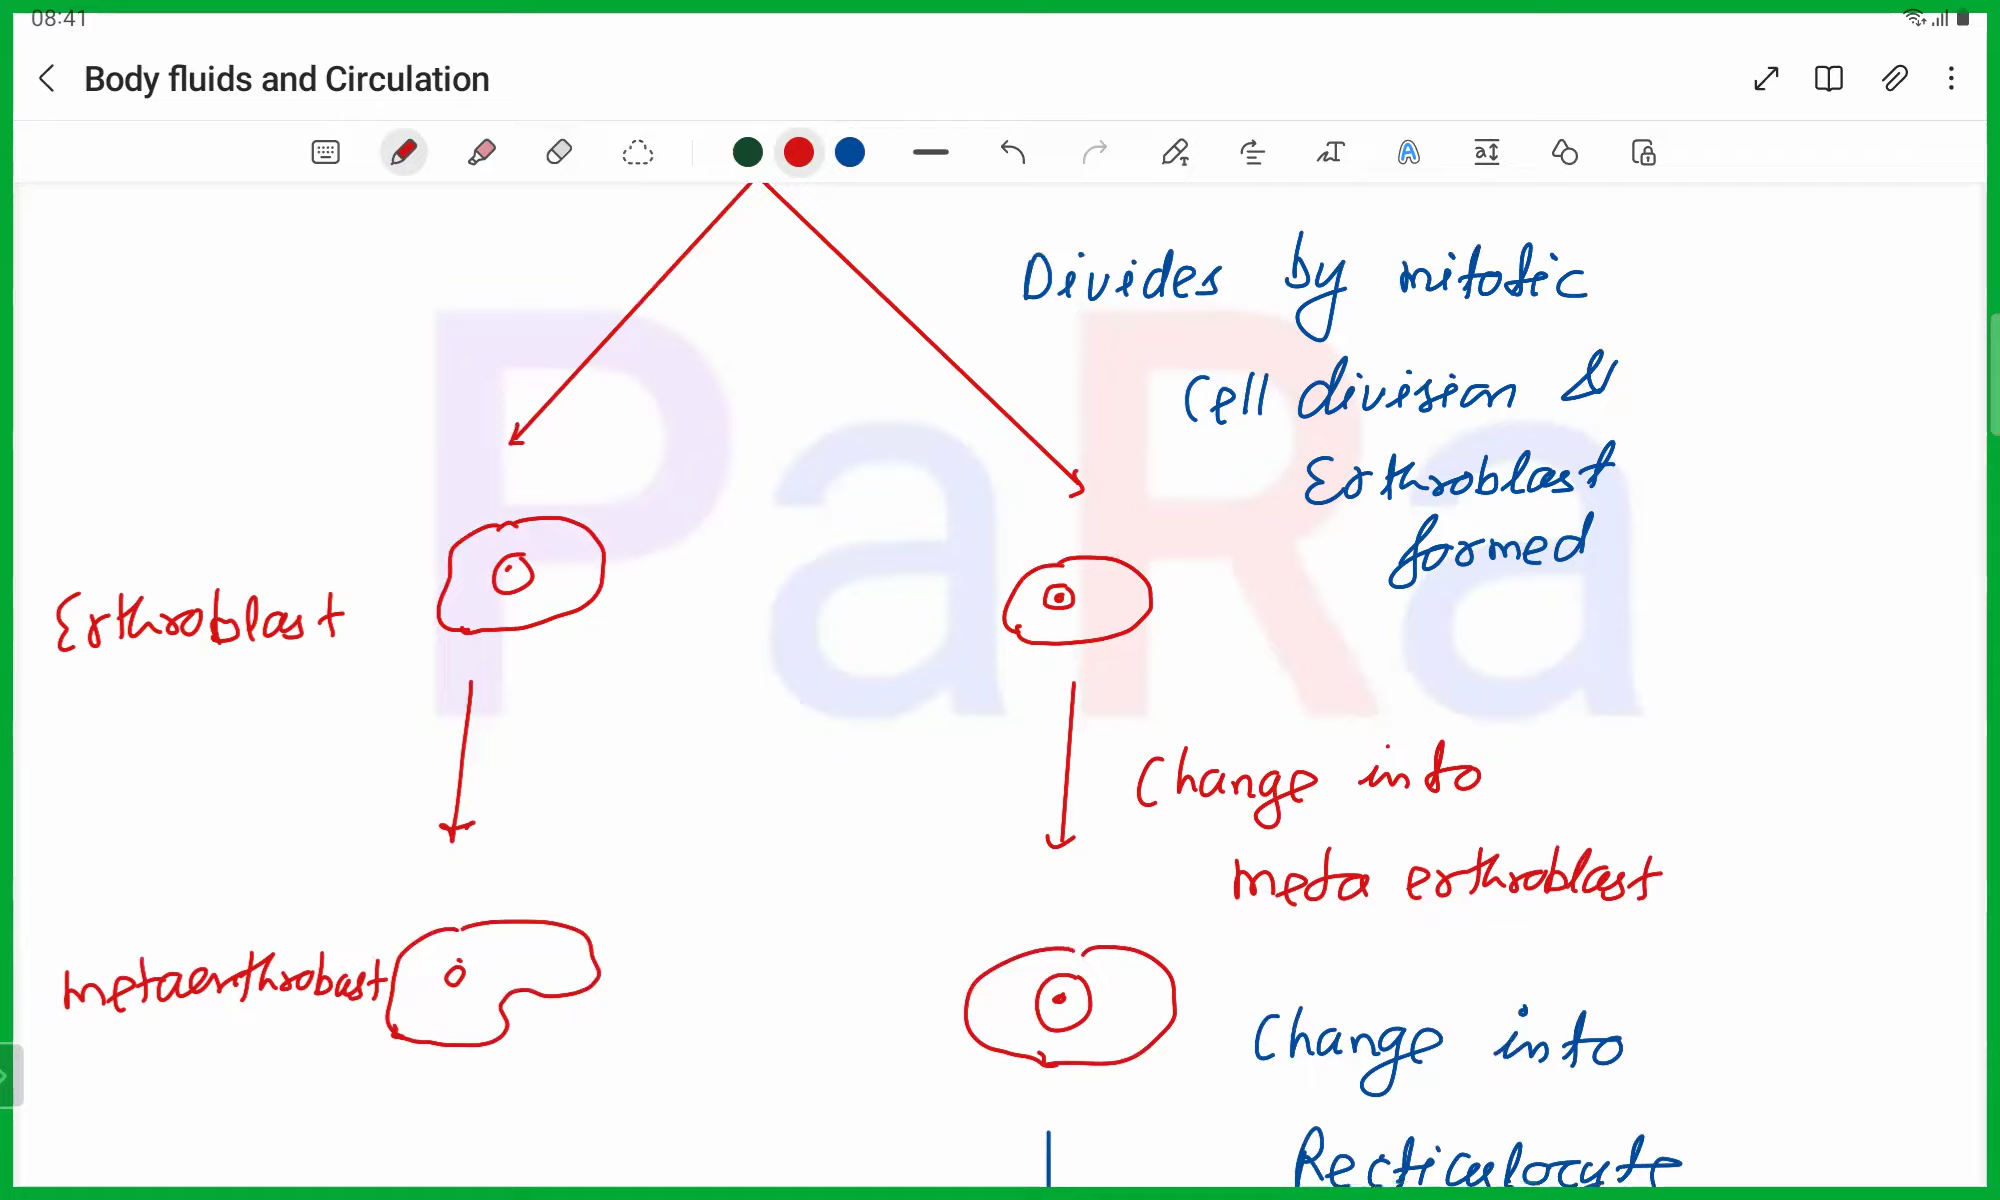 08:41
Body fluids and Circulation
PaRa
Divides by mitotic
Cell division &
Erthroblast
formed
Erthroblast
Change into
meta erthroblast
metaerthrobast
Change into
Recticulocyte